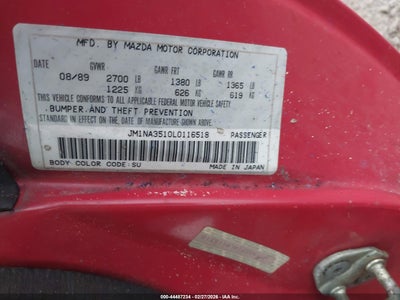 MFD. BY MAZDA MOTOR CORPORATION
DATE GVWR GAWR FRT GAWR RR
08/89 2700 LB 1380 LB 1365 LB
1225 KG 626 KG 619 KG
THIS VEHICLE CONFORMS TO ALL APPLICABLE FEDERAL MOTOR VEHICLE SAFETY,
BUMPER AND THEFT PREVENTION
STANDARD IN EFFECT ON THE DATE OF MANUFACTURE SHOWN ABOVE.
JM1NA3510L0116518 PASSENGER
BODY COLOR CODE: SU MADE IN JAPAN
IAA 44487234 - 02/27/2026 - IAAI.COM